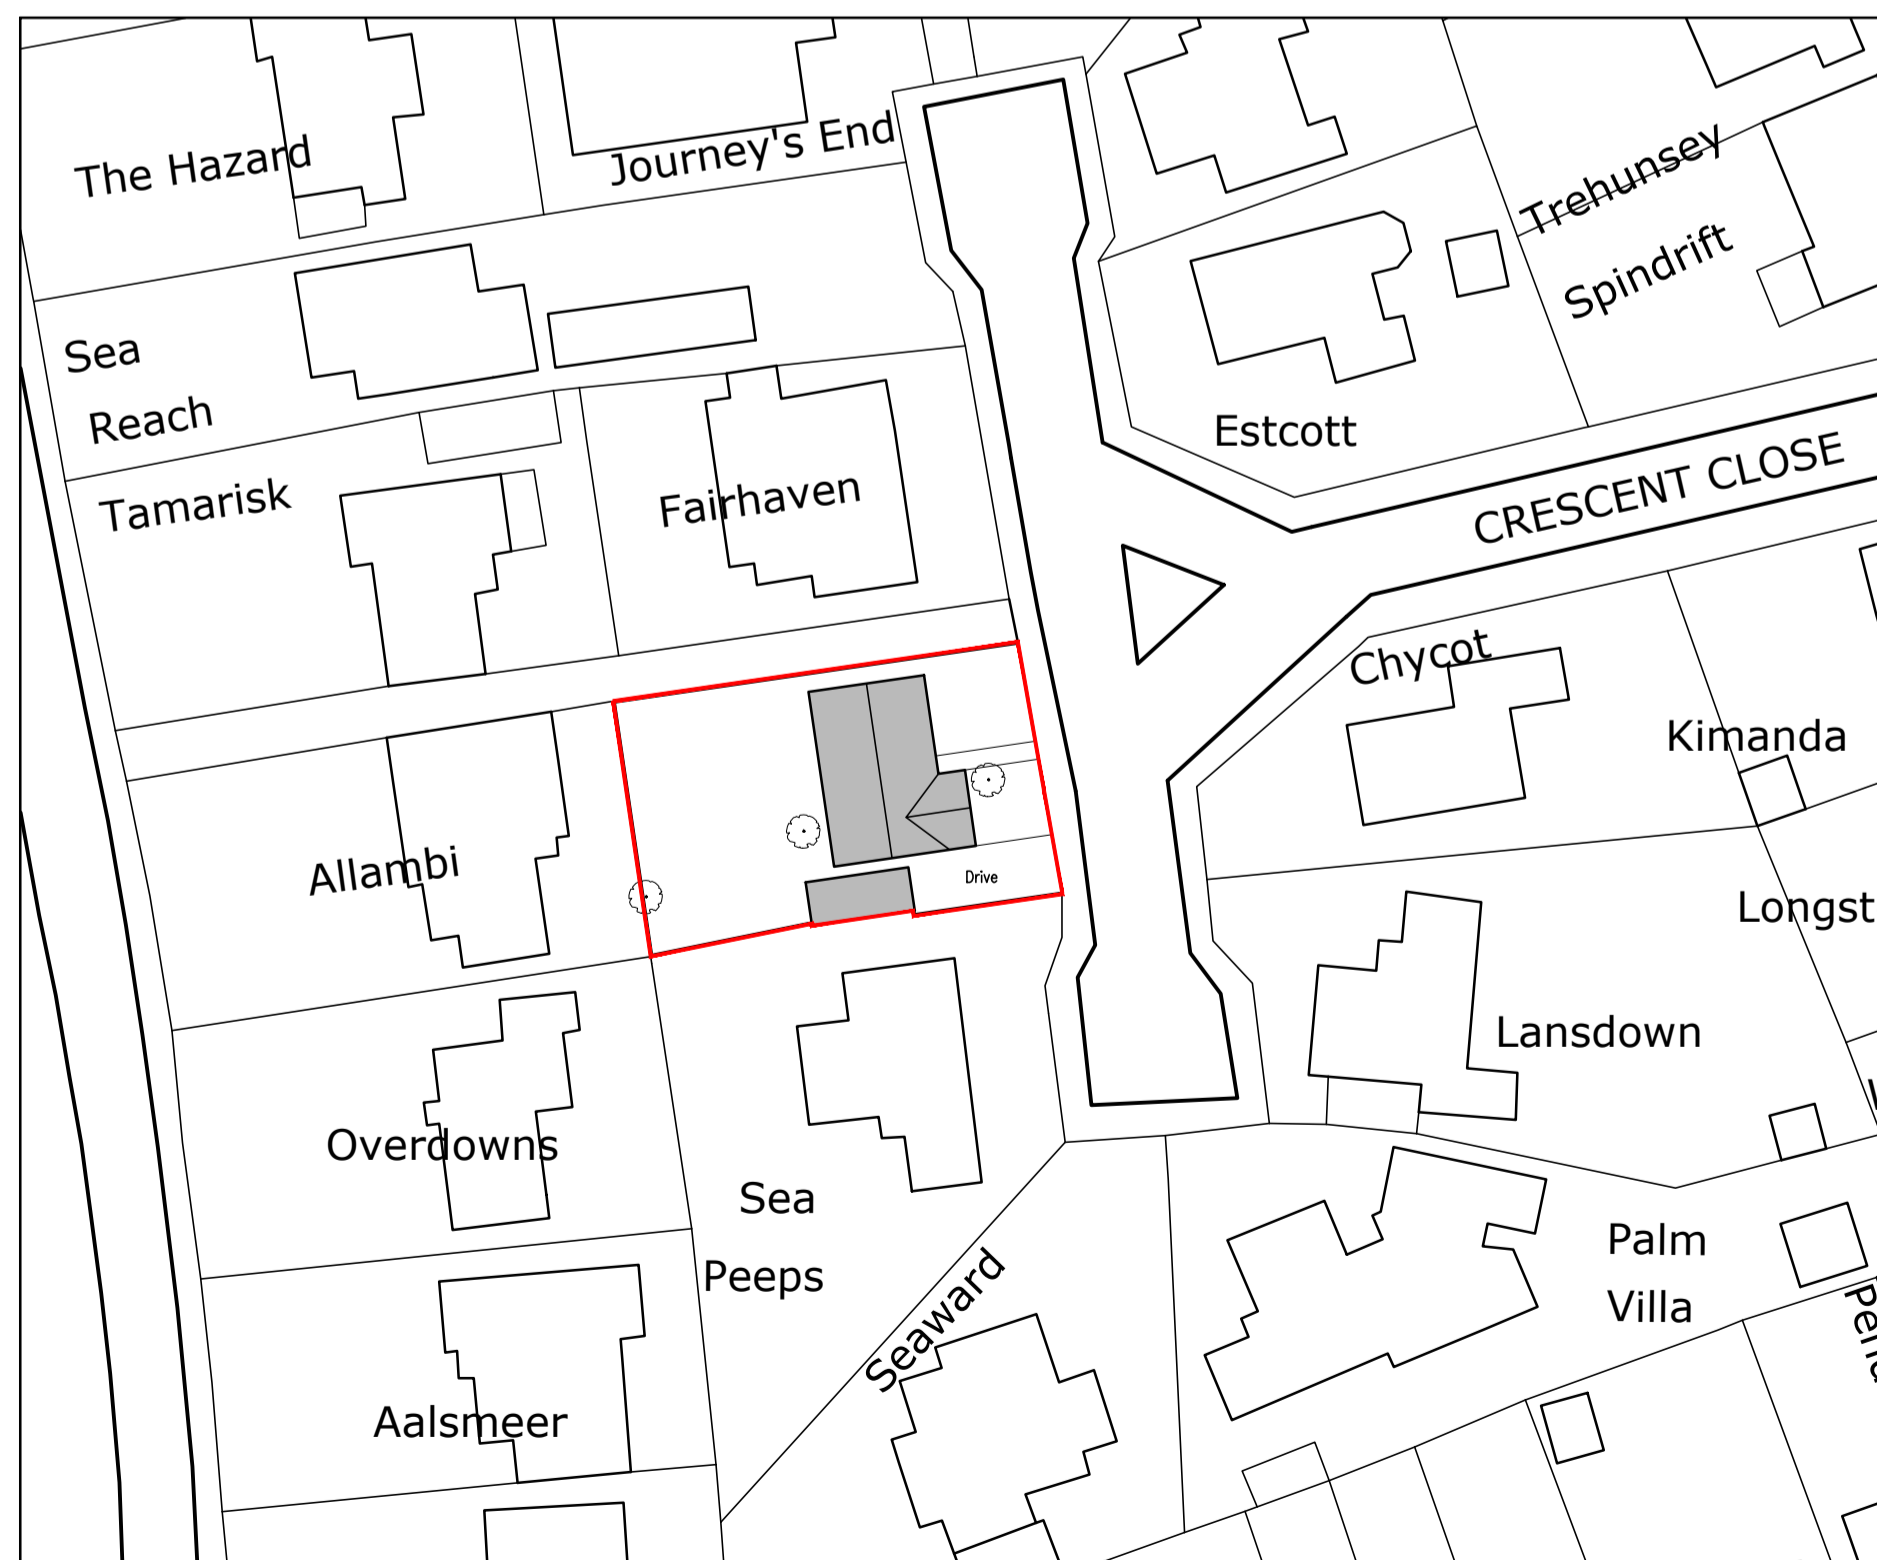 The Hazard
Journey's End
Trehunsey
Spindrift
Sea
Reach
Estcott
CRESCENT CLOSE
Tamarisk
Fairhaven
Chycot
Kimanda
Allambi
Drive
Longst
Lansdown
Overdowns
Sea
Peeps
Palm
Villa
Seaward
Aalsmeer